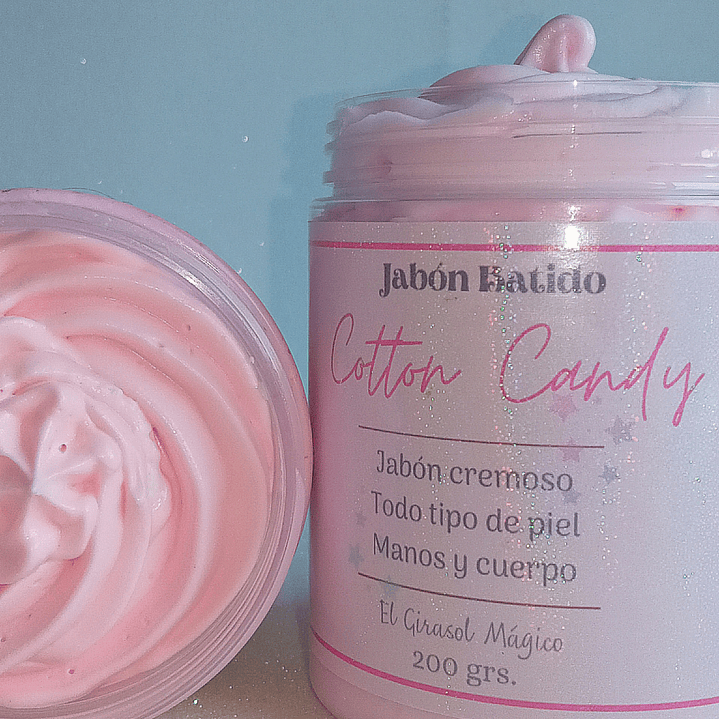 Jabón Batido
Cotton Candy
Jabón cremoso
Todo tipo de piel
Manos y cuerpo
El Girasol Mágico
200 grs.